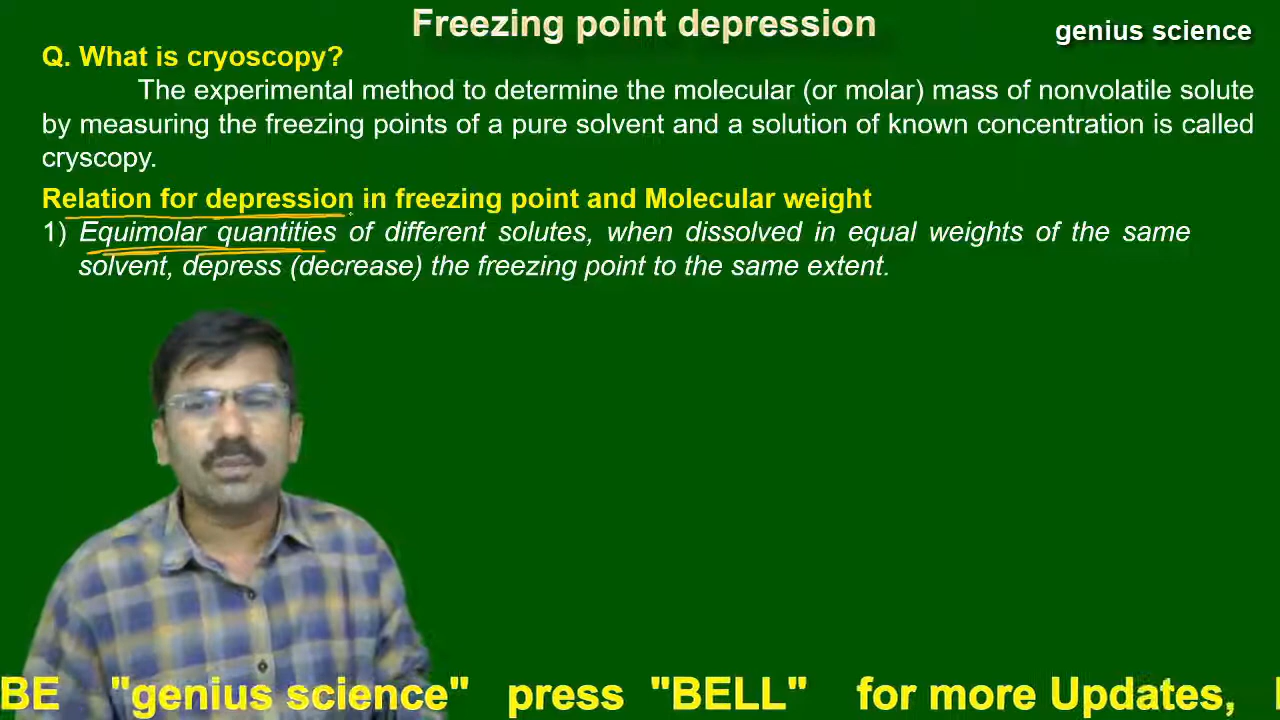 Freezing point depression
genius science
Q. What is cryoscopy?
The experimental method to determine the molecular (or molar) mass of nonvolatile solute
by measuring the freezing points of a pure solvent and a solution of known concentration is called
cryscopy.
Relation for depression in freezing point and Molecular weight
1) Equimolar quantities of different solutes, when dissolved in equal weights of the same
solvent, depress (decrease) the freezing point to the same extent.
BE "genius science" press "BELL" for more Updates,